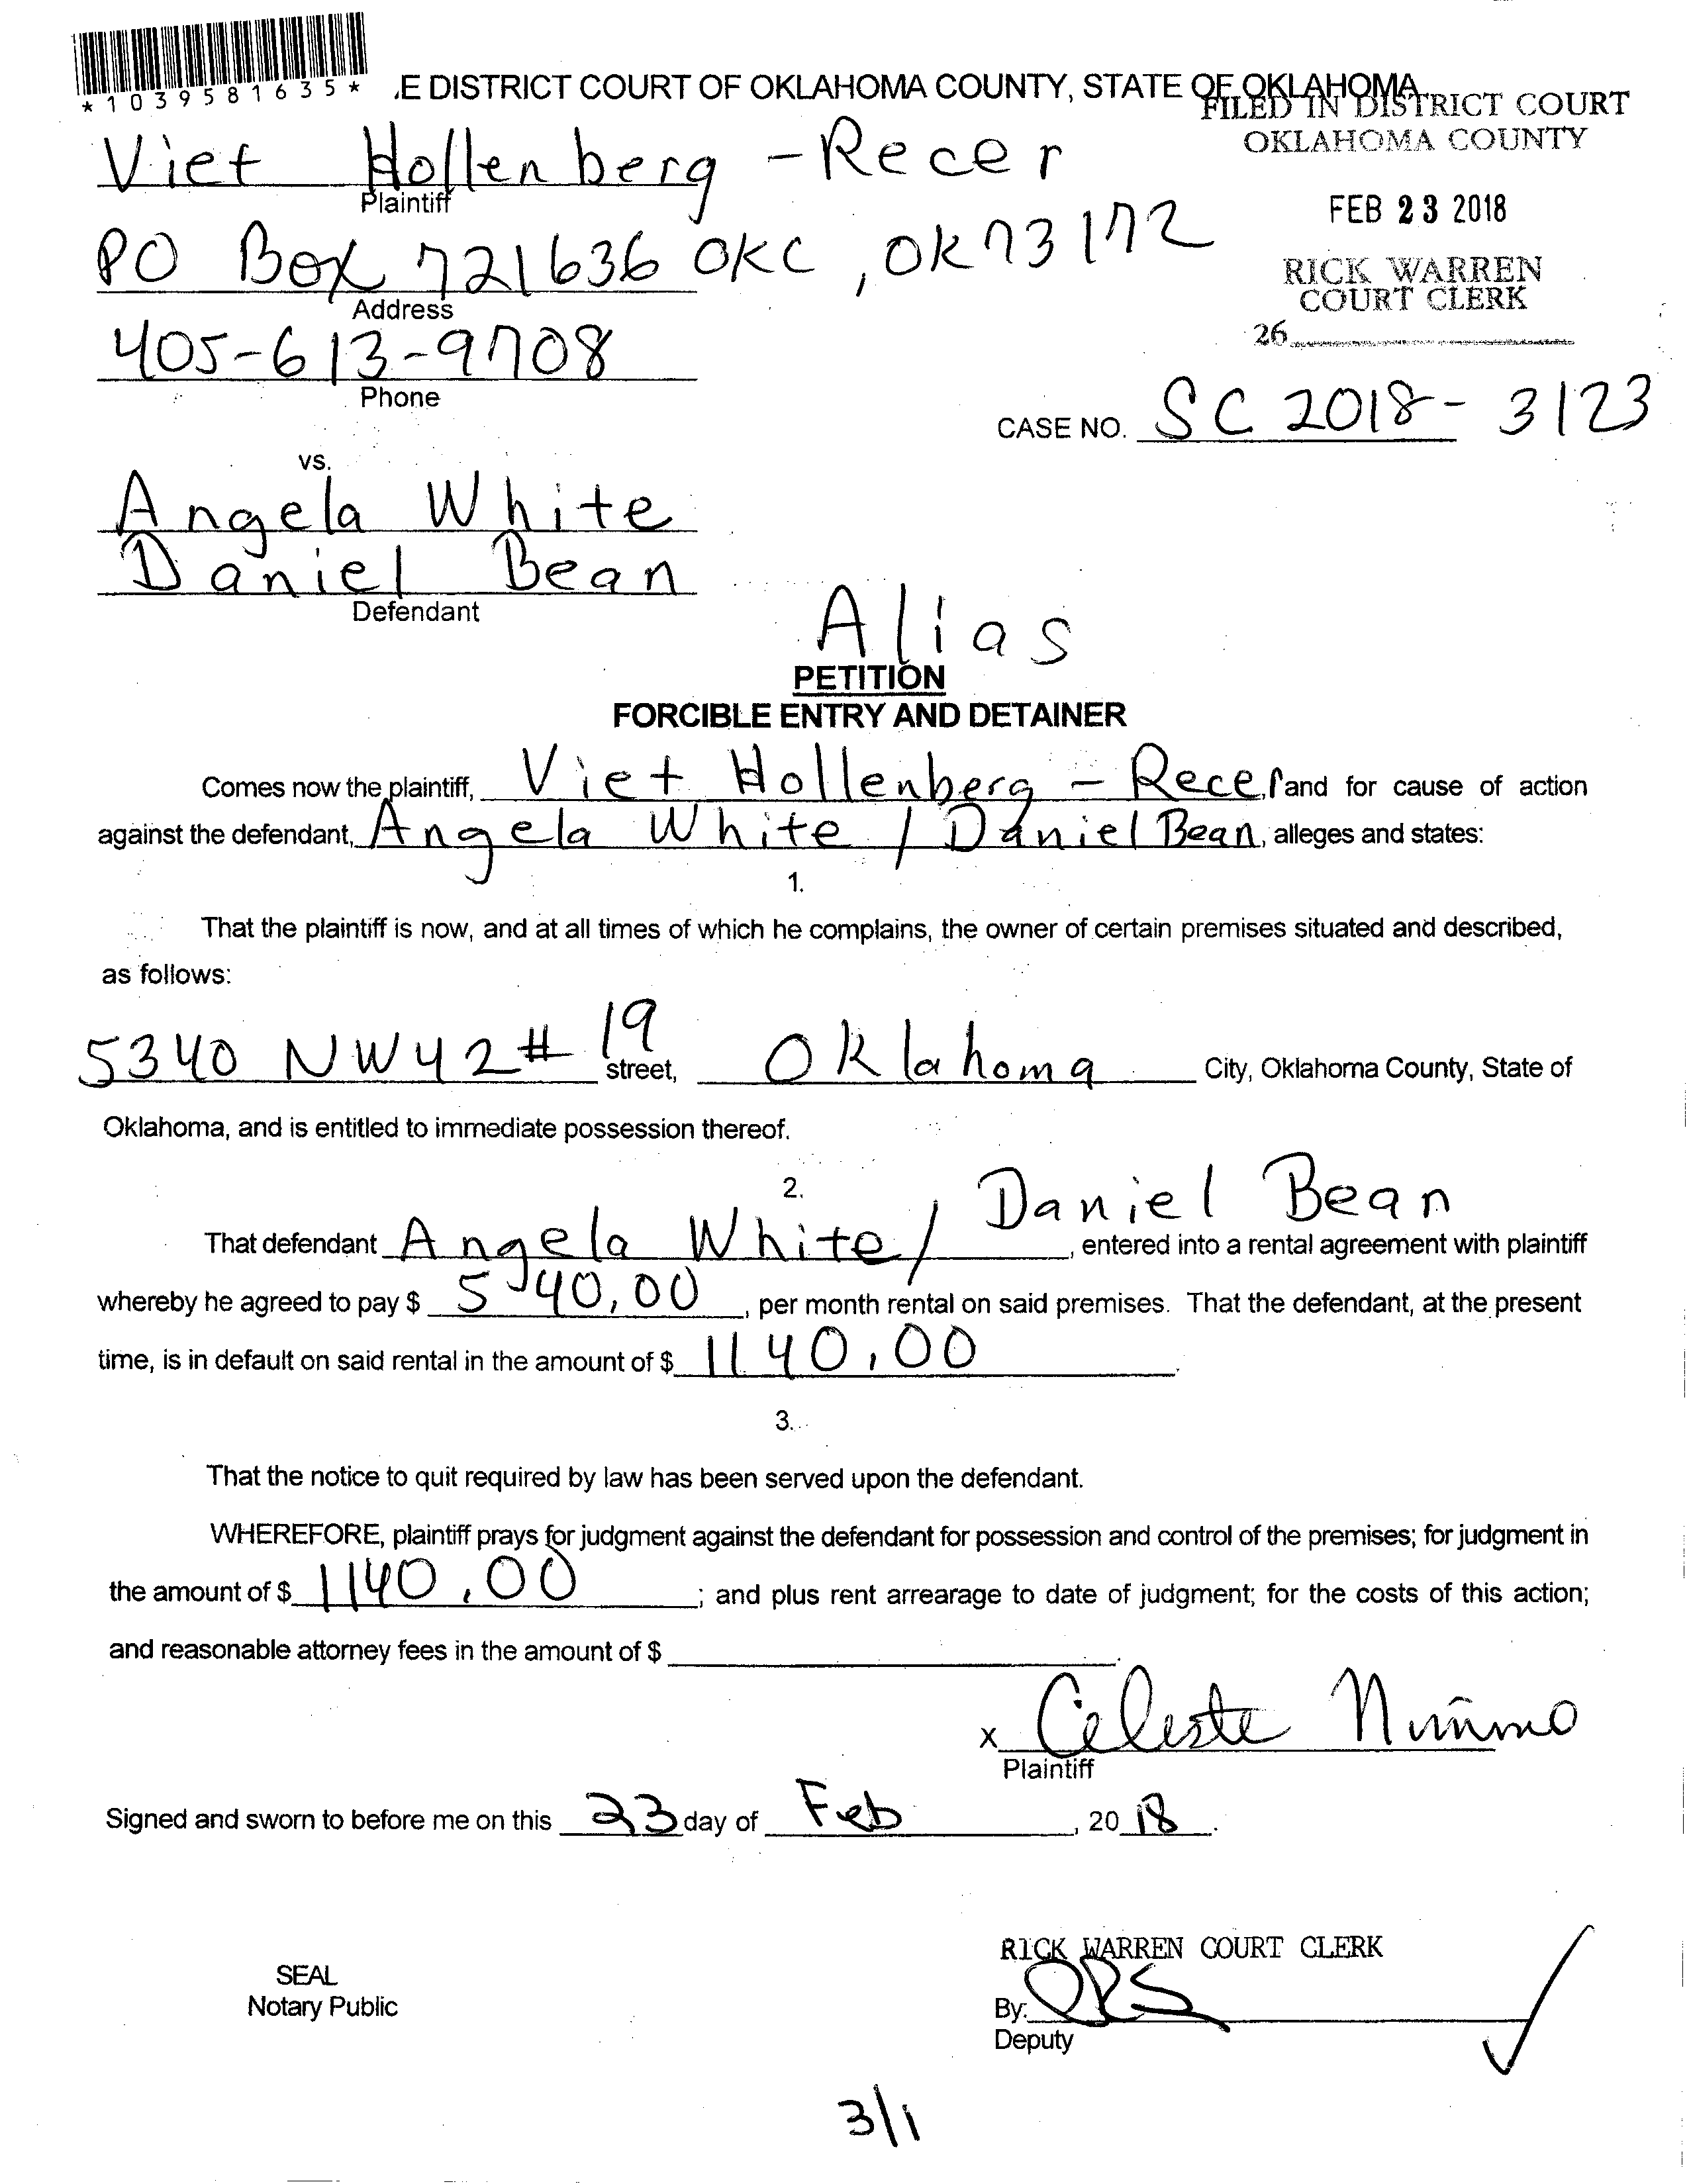 *1039581635*
.E DISTRICT COURT OF OKLAHOMA COUNTY, STATE OF OKLAHOMA
FILED IN DISTRICT COURT
OKLAHOMA COUNTY
Viet Hollenberg - Recer
Plaintiff
FEB 23 2018
PO Box 721636 OKC, OK 73172
Address
RICK WARREN
COURT CLERK
405-613-9708
Phone
26
CASE NO. SC 2018- 3123
vs.
Angela White
Daniel Bean
Defendant
Alias
PETITION
FORCIBLE ENTRY AND DETAINER
Comes now the plaintiff, Viet Hollenberg - Recer and for cause of action
against the defendant, Angela White / Daniel Bean, alleges and states:
1.
That the plaintiff is now, and at all times of which he complains, the owner of certain premises situated and described,
as follows:
5340 NW42 # 19 street, Oklahoma City, Oklahoma County, State of
Oklahoma, and is entitled to immediate possession thereof.
2.
That defendant Angela White / Daniel Bean, entered into a rental agreement with plaintiff
whereby he agreed to pay $ 540.00, per month rental on said premises. That the defendant, at the present
time, is in default on said rental in the amount of $ 1140.00.
3.
That the notice to quit required by law has been served upon the defendant.
WHEREFORE, plaintiff prays for judgment against the defendant for possession and control of the premises; for judgment in
the amount of $ 1140.00; and plus rent arrearage to date of judgment; for the costs of this action;
and reasonable attorney fees in the amount of $ .
x Celeste Nimmo
Plaintiff
Signed and sworn to before me on this 23 day of Feb, 2018.
RICK WARREN COURT CLERK
SEAL
Notary Public
By:
Deputy
3/1